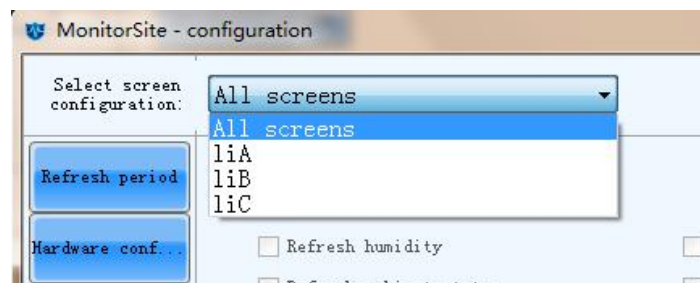 MonitorSite - configuration
Select screen
configuration:
All screens
All screens
liA
liB
liC
Refresh period
Hardware conf...
Refresh humidity